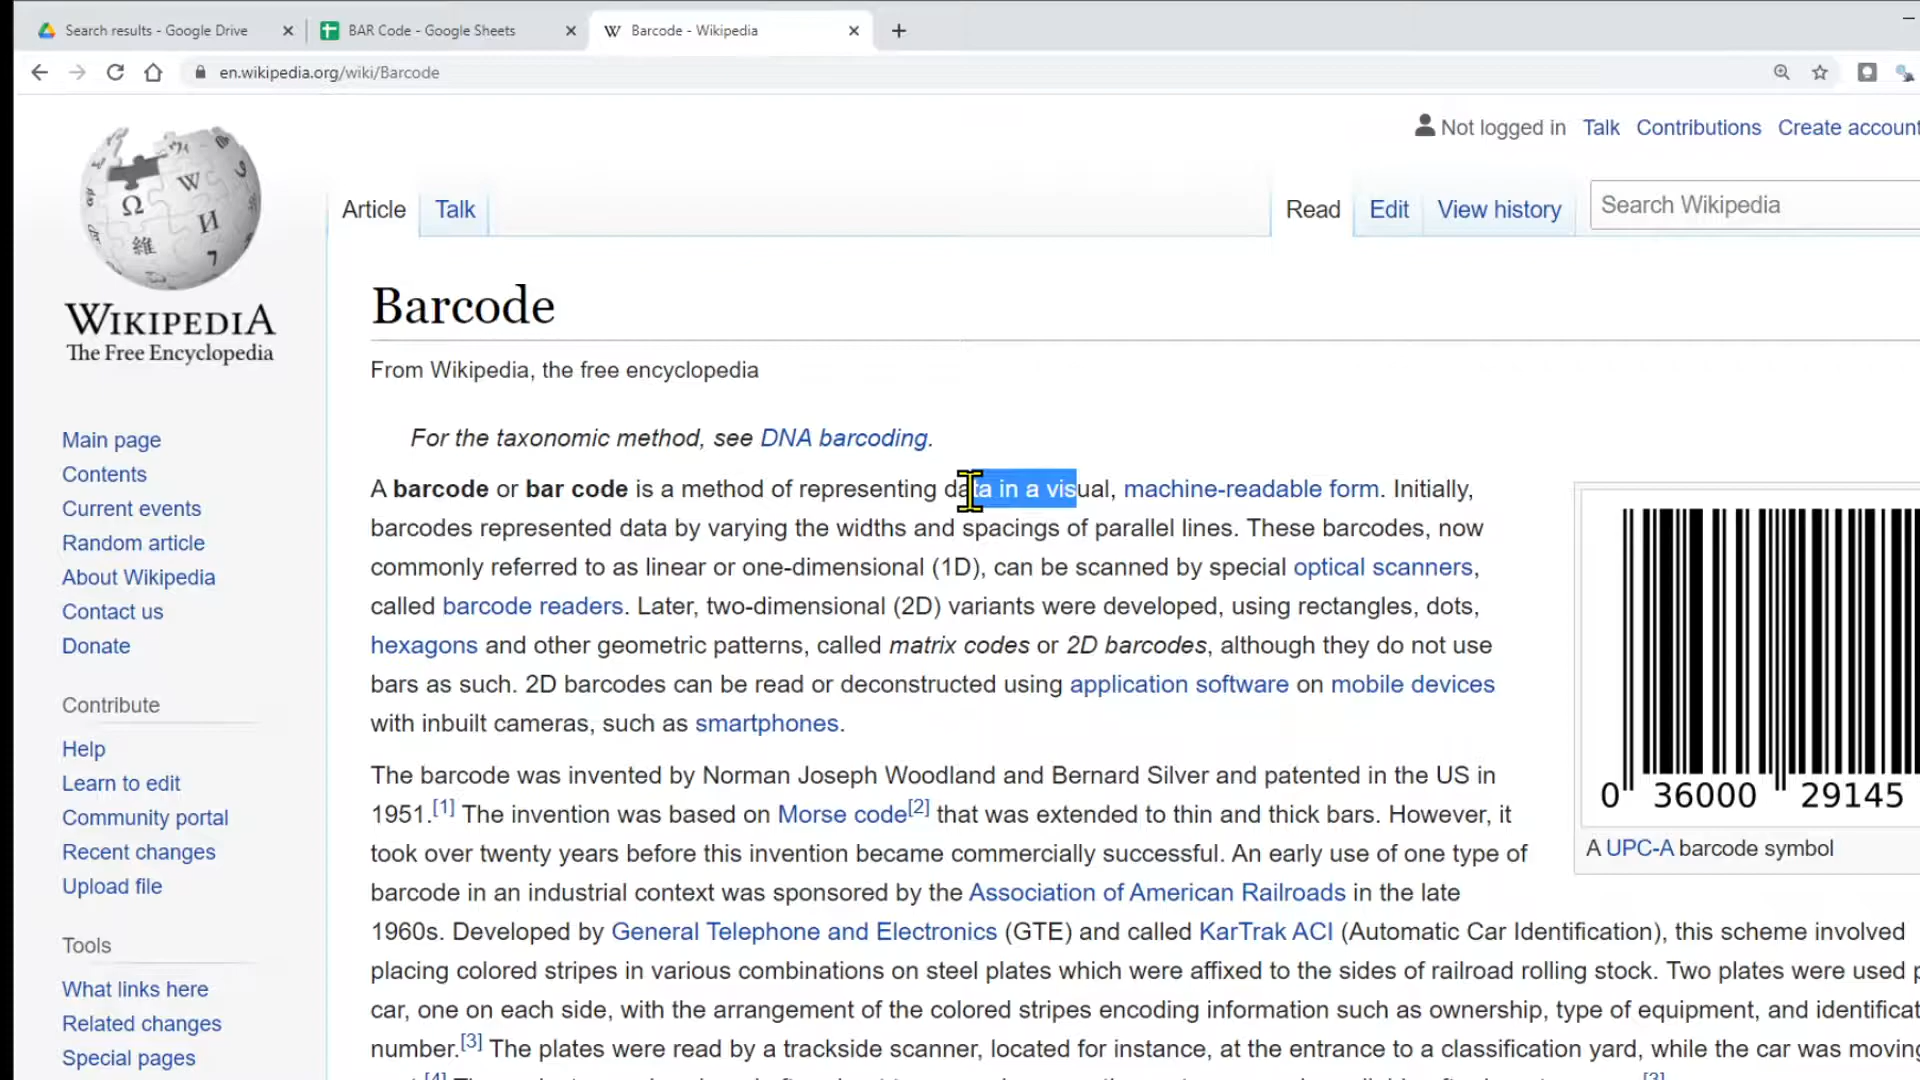 Search results - Google Drive
BAR Code - Google Sheets
Barcode - Wikipedia
en.wikipedia.org/wiki/Barcode
Not logged in Talk Contributions Create account
Article Talk
Read Edit View history
Search Wikipedia
WIKIPEDIA
The Free Encyclopedia
Main page
Contents
Current events
Random article
About Wikipedia
Contact us
Donate
Contribute
Help
Learn to edit
Community portal
Recent changes
Upload file
Tools
What links here
Related changes
Special pages
Barcode
From Wikipedia, the free encyclopedia
For the taxonomic method, see DNA barcoding.
A barcode or bar code is a method of representing data in a visual, machine-readable form. Initially,
barcodes represented data by varying the widths and spacings of parallel lines. These barcodes, now
commonly referred to as linear or one-dimensional (1D), can be scanned by special optical scanners,
called barcode readers. Later, two-dimensional (2D) variants were developed, using rectangles, dots,
hexagons and other geometric patterns, called matrix codes or 2D barcodes, although they do not use
bars as such. 2D barcodes can be read or deconstructed using application software on mobile devices
with inbuilt cameras, such as smartphones.
The barcode was invented by Norman Joseph Woodland and Bernard Silver and patented in the US in
1951.[1] The invention was based on Morse code[2] that was extended to thin and thick bars. However, it
took over twenty years before this invention became commercially successful. An early use of one type of
barcode in an industrial context was sponsored by the Association of American Railroads in the late
1960s. Developed by General Telephone and Electronics (GTE) and called KarTrak ACI (Automatic Car Identification), this scheme involved
placing colored stripes in various combinations on steel plates which were affixed to the sides of railroad rolling stock. Two plates were used
car, one on each side, with the arrangement of the colored stripes encoding information such as ownership, type of equipment, and
number.[3] The plates were read by a trackside scanner, located for instance, at the entrance to a classification yard, while the car was moving
0 36000 29145
A UPC-A barcode symbol